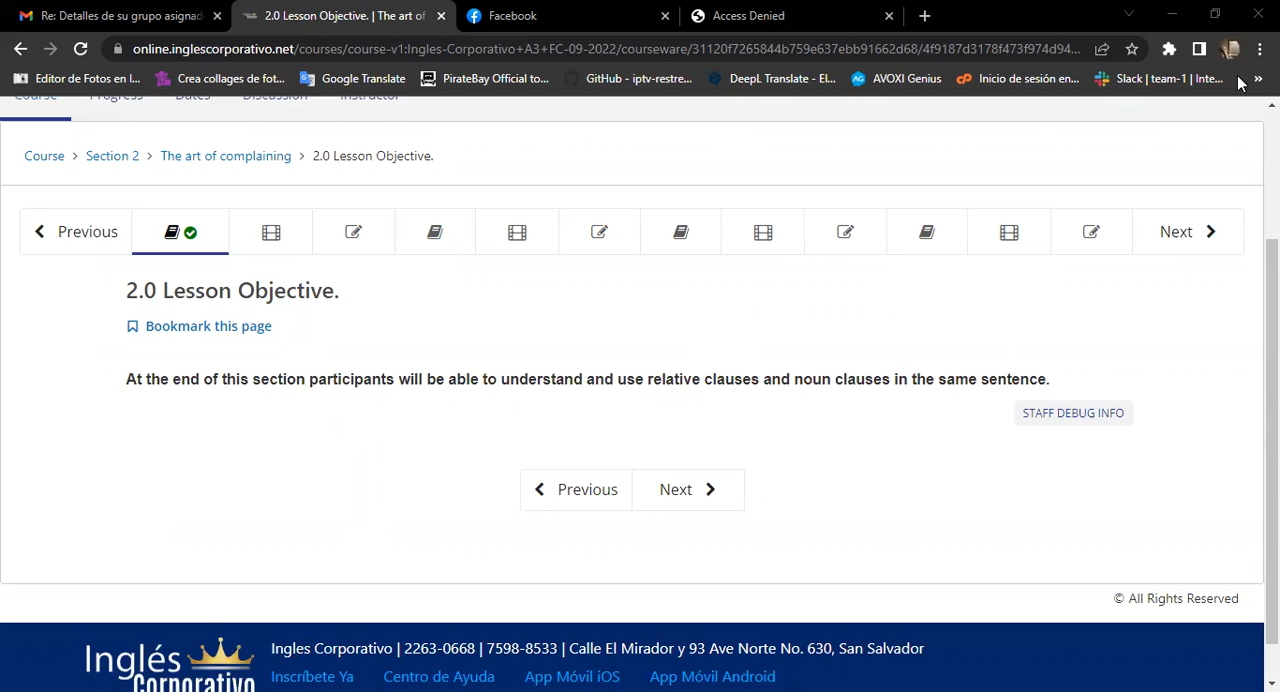 Re: Detalles de su grupo asignad
2.0 Lesson Objective. | The art of
Facebook
Access Denied
online.inglescorporativo.net/courses/course-v1:Ingles-Corporativo+A3+FC-09-2022/courseware/31120f7265844b759e637ebb91662d68/4f9187d3178f473f974d94...
Editor de Fotos en l... Crea collages de fot... Google Translate PirateBay Official to... GitHub - iptv-restre... DeepL Translate - El... AVOXI Genius Inicio de sesión en... Slack | team-1 | Inte... »
Course Progress Dates Discussion Instructor
Course > Section 2 > The art of complaining > 2.0 Lesson Objective.
Previous Next
2.0 Lesson Objective.
Bookmark this page
At the end of this section participants will be able to understand and use relative clauses and noun clauses in the same sentence.
STAFF DEBUG INFO
Previous Next
© All Rights Reserved
Inglés Corporativo
Ingles Corporativo | 2263-0668 | 7598-8533 | Calle El Mirador y 93 Ave Norte No. 630, San Salvador
Inscríbete Ya Centro de Ayuda App Móvil iOS App Móvil Android